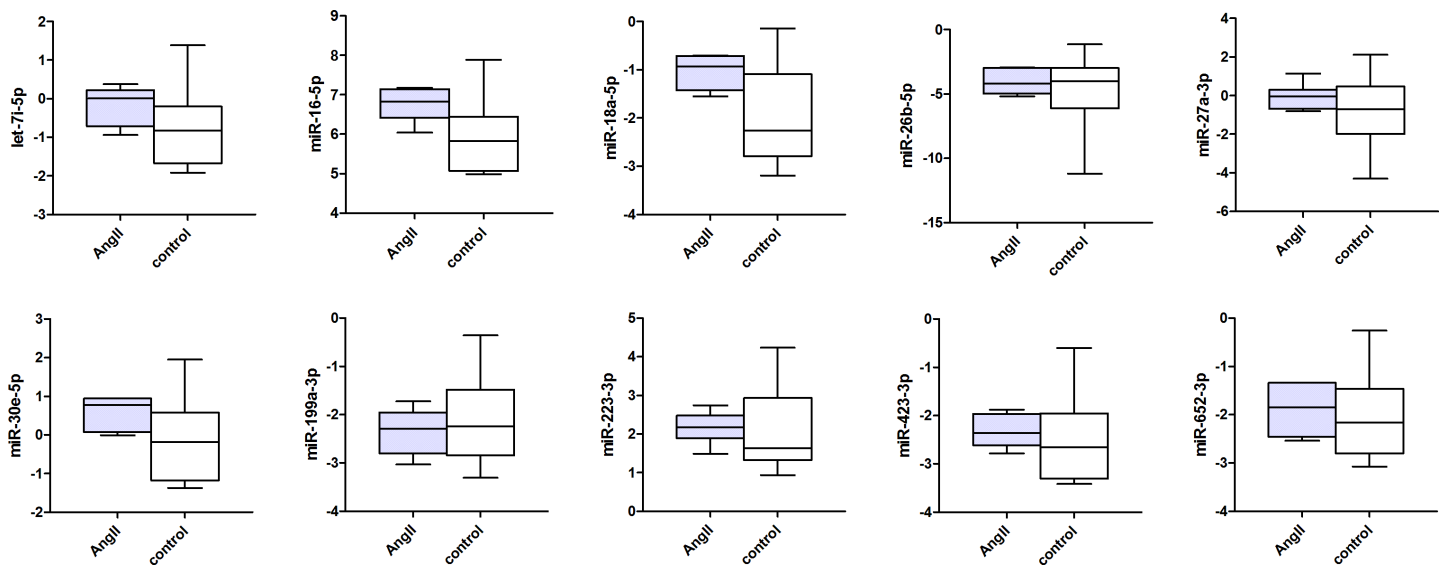 let-7i-5p
2
1
0
-1
-2
-3
AngII
control
miR-16-5p
9
8
7
6
5
4
AngII
control
miR-18a-5p
0
-1
-2
-3
-4
AngII
control
miR-26b-5p
0
-5
-10
-15
AngII
control
miR-27a-3p
4
2
0
-2
-4
-6
AngII
control
miR-30e-5p
3
2
1
0
-1
-2
AngII
control
miR-199a-3p
0
-1
-2
-3
-4
AngII
control
miR-223-3p
5
4
3
2
1
0
AngII
control
miR-423-3p
0
-1
-2
-3
-4
AngII
control
miR-652-3p
0
-1
-2
-3
-4
AngII
control